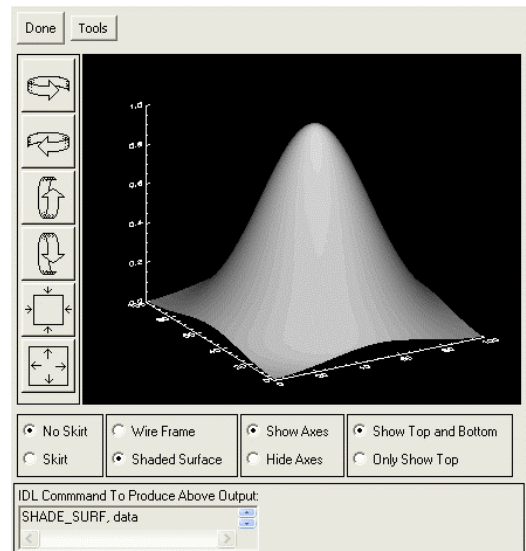 Done Tools
1.0
0.8
0.6
0.4
0.2
0.0
No Skirt Wire Frame Show Axes Show Top and Bottom
Skirt Shaded Surface Hide Axes Only Show Top
IDL Commmand To Produce Above Output:
SHADE_SURF, data